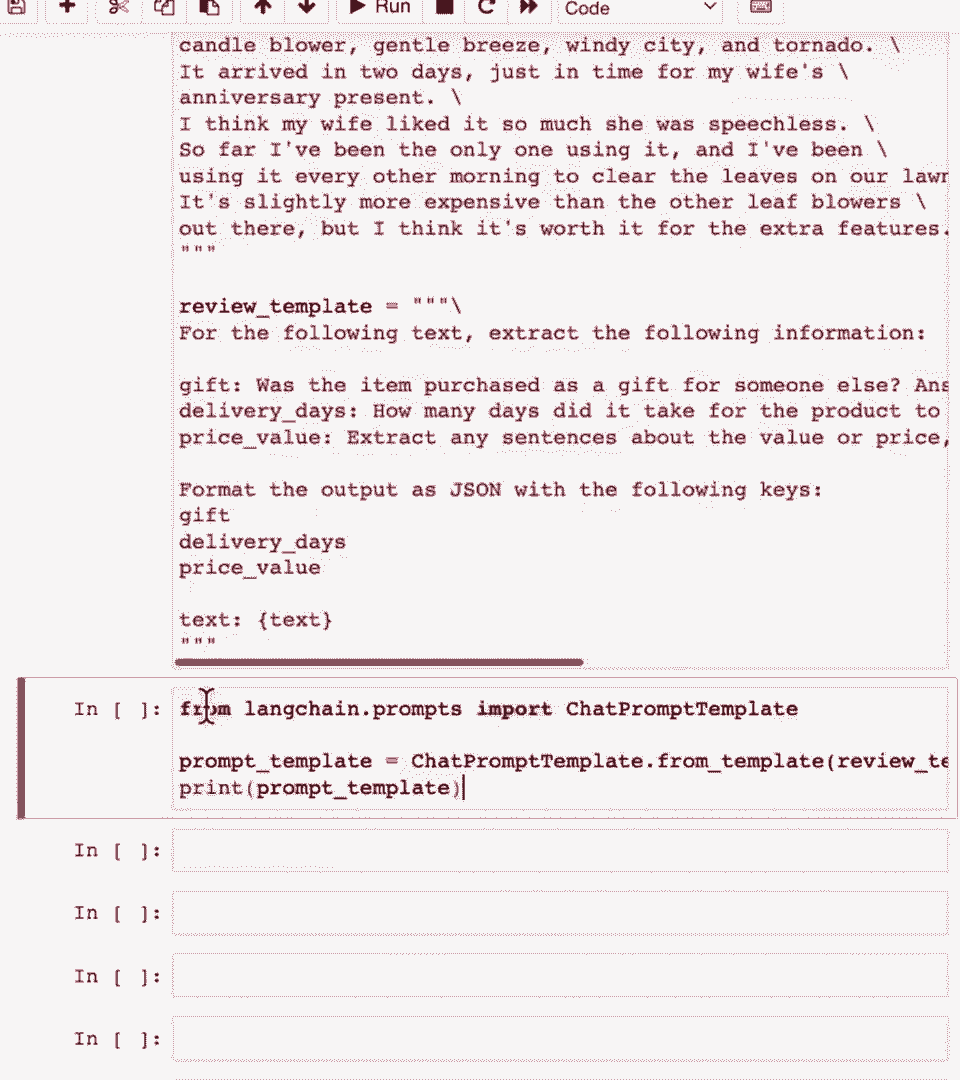 Run
Code
candle blower, gentle breeze, windy city, and tornado. \
It arrived in two days, just in time for my wife's \
anniversary present. \
I think my wife liked it so much she was speechless. \
So far I've been the only one using it, and I've been \
using it every other morning to clear the leaves on our lawn
It's slightly more expensive than the other leaf blowers \
out there, but I think it's worth it for the extra features.
"""
review_template = """\
For the following text, extract the following information:
gift: Was the item purchased as a gift for someone else? Ans
delivery_days: How many days did it take for the product to
price_value: Extract any sentences about the value or price,
Format the output as JSON with the following keys:
gift
delivery_days
price_value
text: {text}
"""
In [ ]: from langchain.prompts import ChatPromptTemplate
prompt_template = ChatPromptTemplate.from_template(review_te
print(prompt_template)
In [ ]:
In [ ]:
In [ ]:
In [ ]: